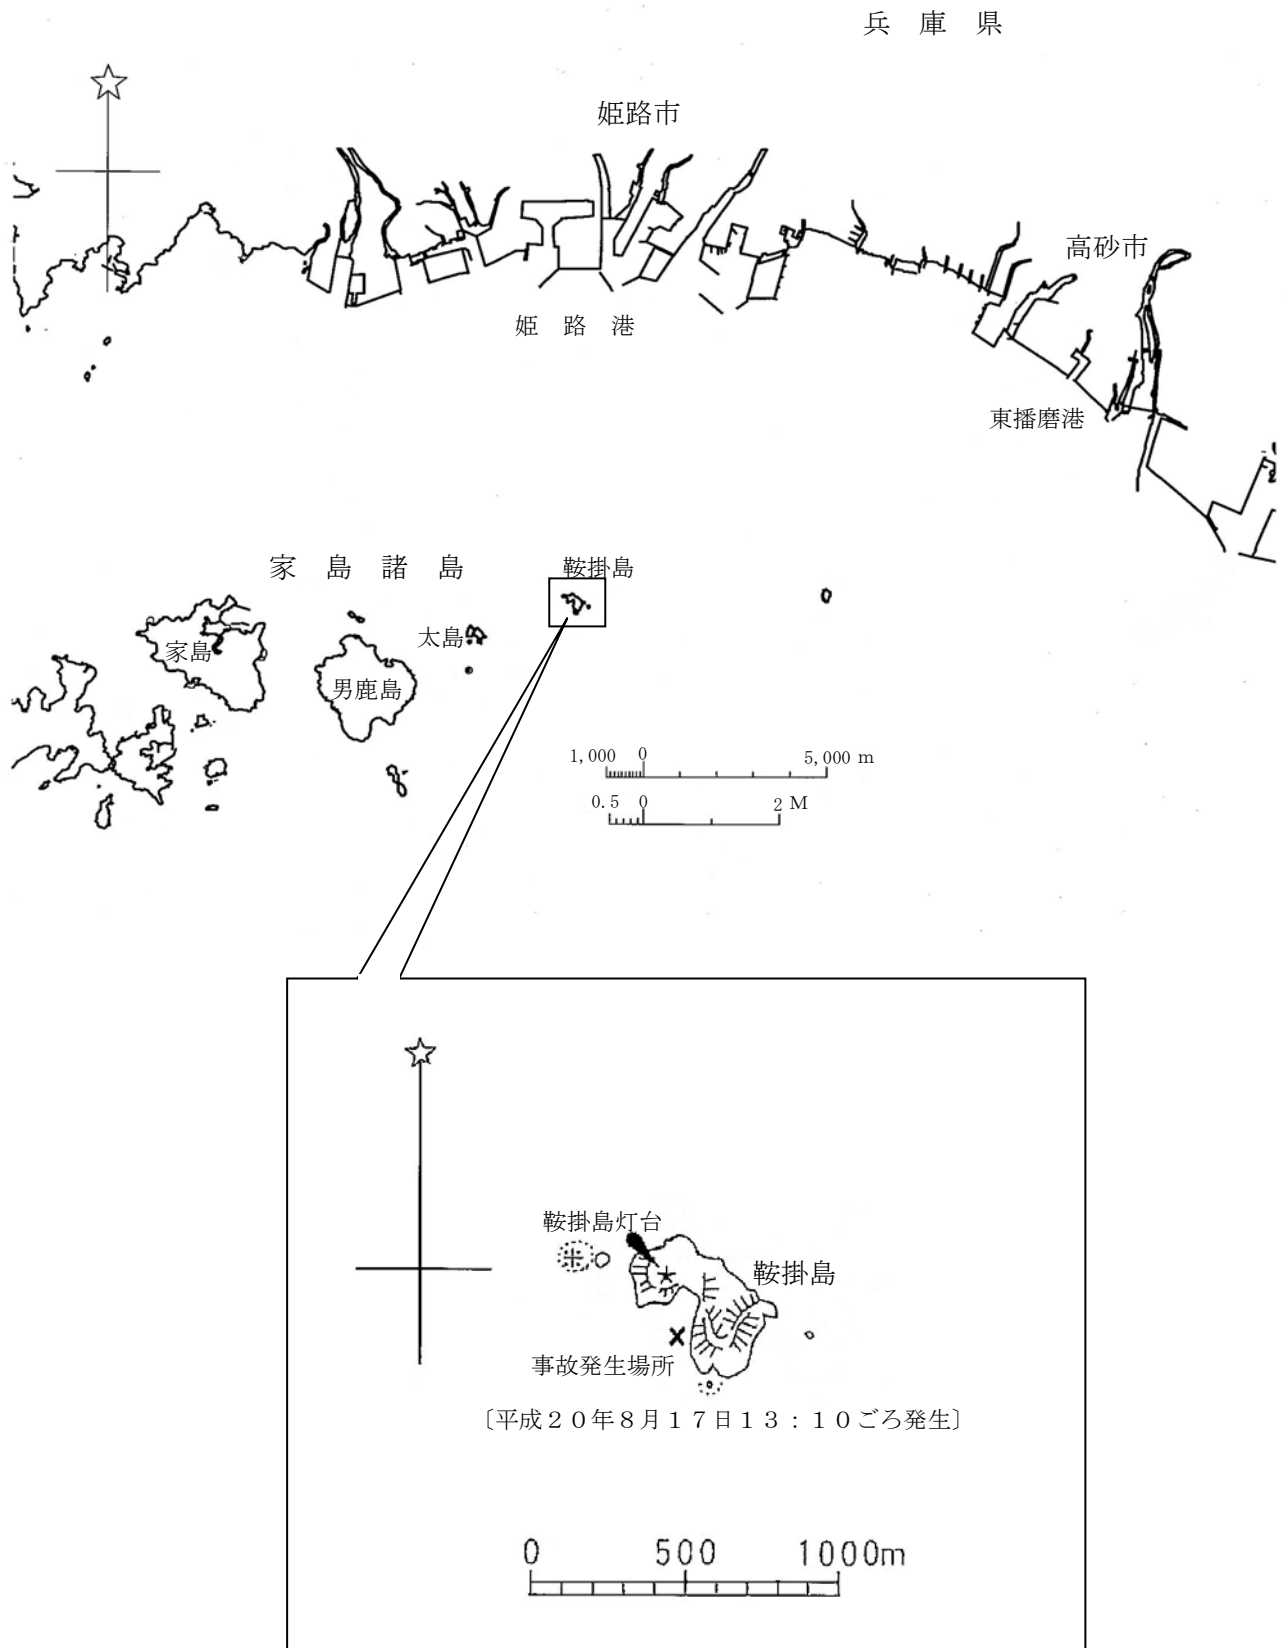 兵 庫 県
姫路市
高砂市
姫 路 港
東播磨港
家 島 諸 島
鞍掛島
太島
家島
男鹿島
1,000 0 5,000 m
0.5 0 2 M
鞍掛島灯台
鞍掛島
事故発生場所
〔平成20年8月17日13:10ごろ発生〕
0 500 1000m